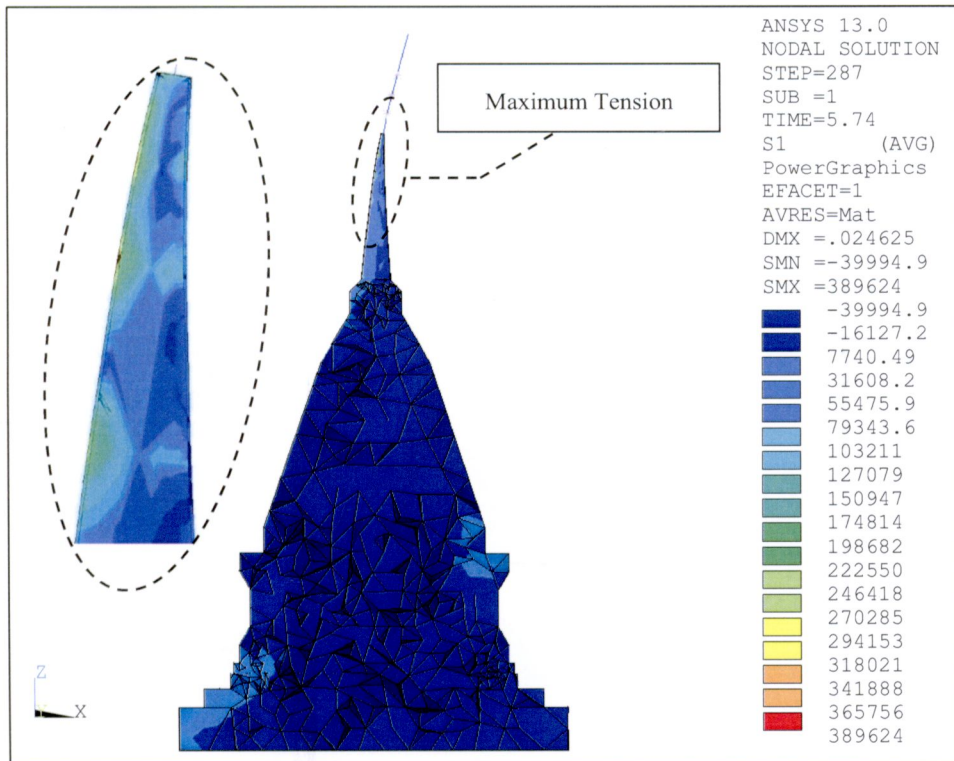 Maximum Tension
ANSYS 13.0
NODAL SOLUTION
STEP=287
SUB =1
TIME=5.74
S1 (AVG)
PowerGraphics
EFACET=1
AVRES=Mat
DMX =.024625
SMN =-39994.9
SMX =389624
-39994.9
-16127.2
7740.49
31608.2
55475.9
79343.6
103211
127079
150947
174814
198682
222550
246418
270285
294153
318021
341888
365756
389624
Z
X